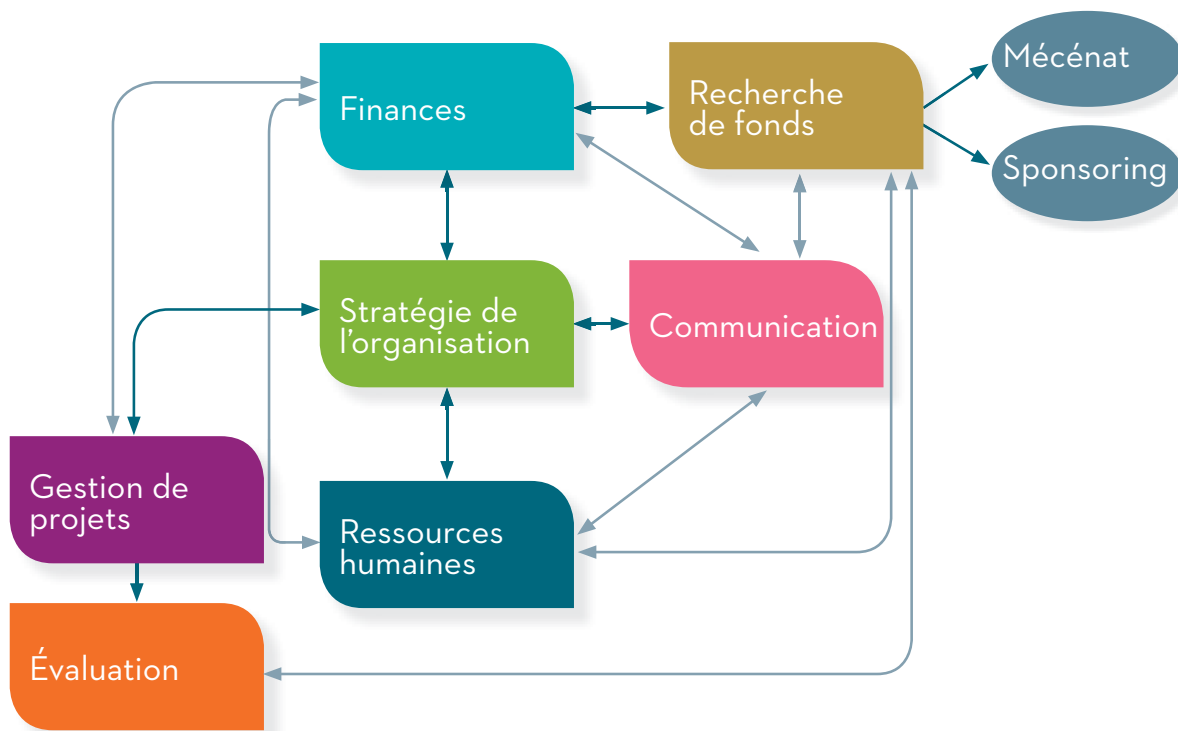 Finances
Recherche
de fonds
Mécénat
Sponsoring
Stratégie de
l'organisation
Communication
Gestion de
projets
Ressources
humaines
Évaluation